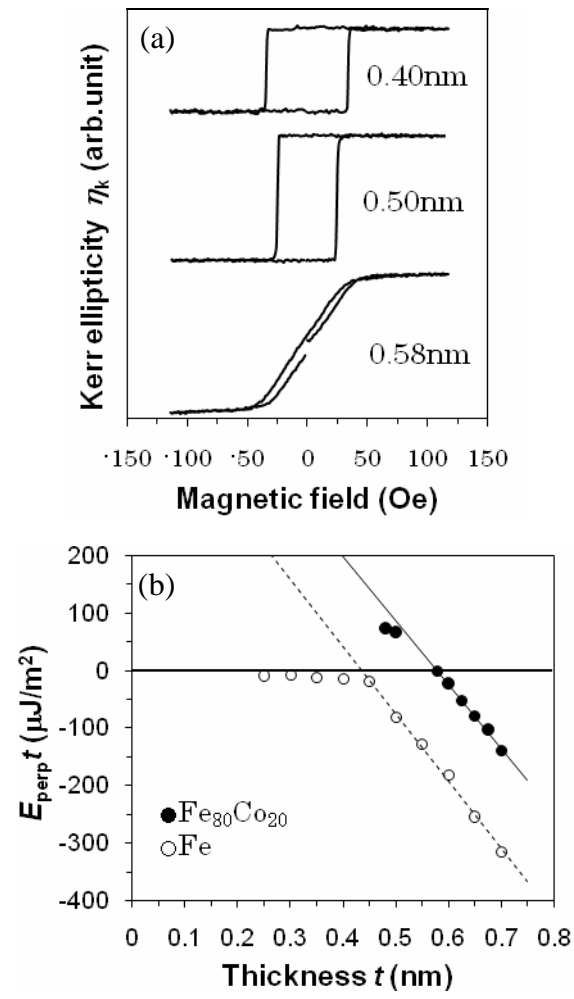 (a)
0.40nm
0.50nm
0.58nm
Kerr ellipticity ηk (arb.unit)
·150 ·100 ·50 0 50 100 150
Magnetic field (Oe)
(b)
200
100
0
-100
-200
-300
-400
Eperp t (μJ/m²)
Fe₈₀Co₂₀
Fe
0 0.1 0.2 0.3 0.4 0.5 0.6 0.7 0.8
Thickness t (nm)